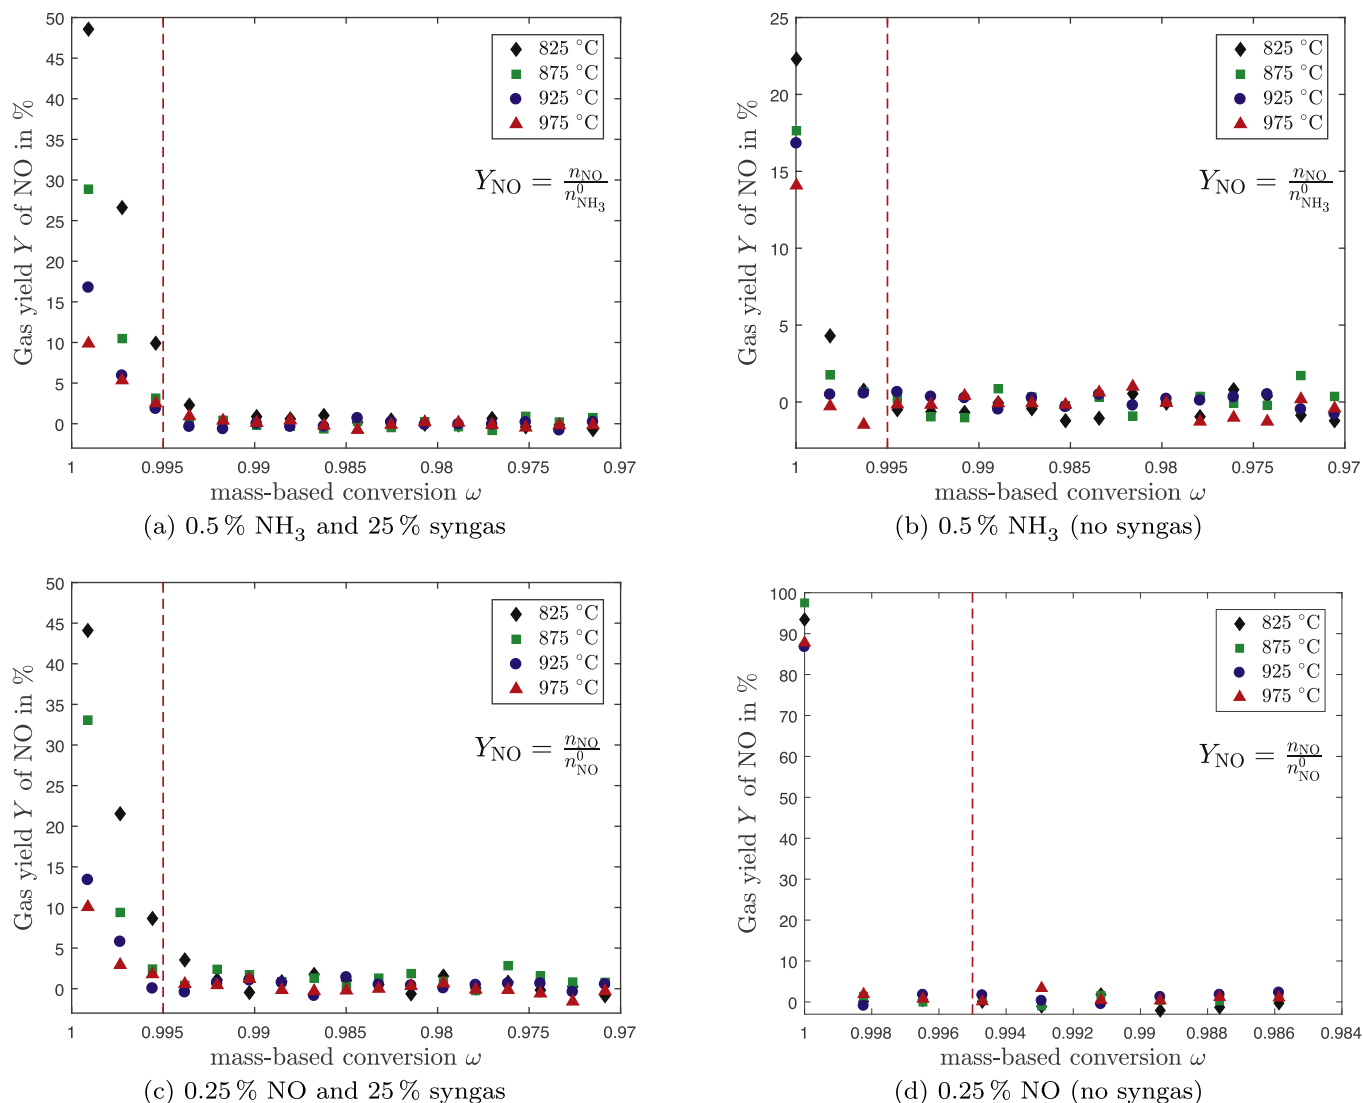 50
45
40
35
30
25
20
15
10
5
0
Gas yield Y of NO in %
825 °C
875 °C
925 °C
975 °C
Y_NO = n_NO / n^0_NH3
1 0.995 0.99 0.985 0.98 0.975 0.97
mass-based conversion ω
(a) 0.5 % NH₃ and 25 % syngas
25
20
15
10
5
0
Gas yield Y of NO in %
825 °C
875 °C
925 °C
975 °C
Y_NO = n_NO / n^0_NH3
1 0.995 0.99 0.985 0.98 0.975 0.97
mass-based conversion ω
(b) 0.5 % NH₃ (no syngas)
50
45
40
35
30
25
20
15
10
5
0
Gas yield Y of NO in %
825 °C
875 °C
925 °C
975 °C
Y_NO = n_NO / n^0_NO
1 0.995 0.99 0.985 0.98 0.975 0.97
mass-based conversion ω
(c) 0.25 % NO and 25 % syngas
100
90
80
70
60
50
40
30
20
10
0
Gas yield Y of NO in %
825 °C
875 °C
925 °C
975 °C
Y_NO = n_NO / n^0_NO
1 0.998 0.996 0.994 0.992 0.99 0.988 0.986 0.984
mass-based conversion ω
(d) 0.25 % NO (no syngas)